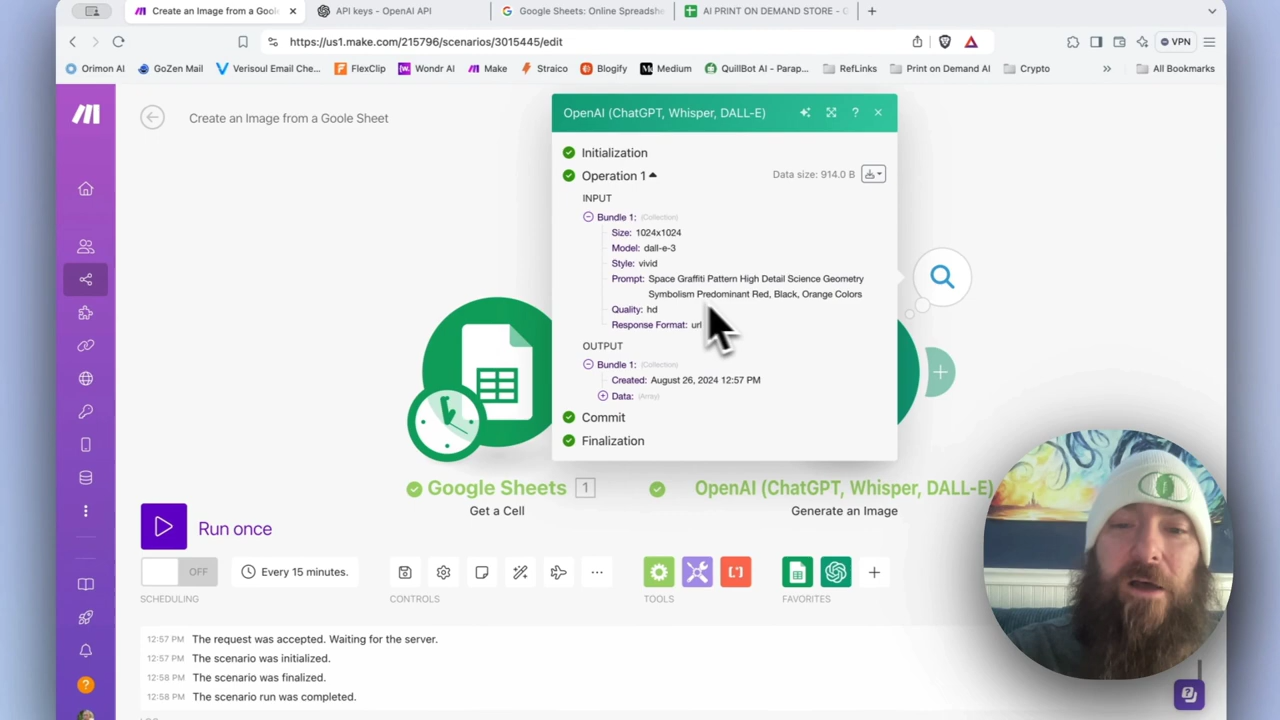 Create an Image from a Goole
API keys - OpenAI API
Google Sheets: Online Spreadshe
AI PRINT ON DEMAND STORE - G
https://us1.make.com/215796/scenarios/3015445/edit
VPN
Orimon AI
GoZen Mail
Verisoul Email Che...
FlexClip
Wondr AI
Make
Straico
Blogify
Medium
QuillBot AI - Parap...
RefLinks
Print on Demand AI
Crypto
All Bookmarks
Create an Image from a Goole Sheet
OpenAI (ChatGPT, Whisper, DALL-E)
Initialization
Operation 1
Data size: 914.0 B
INPUT
Bundle 1: (Collection)
Size: 1024x1024
Model: dall-e-3
Style: vivid
Prompt: Space Graffiti Pattern High Detail Science Geometry
Symbolism Predominant Red, Black, Orange Colors
Quality: hd
Response Format: url
OUTPUT
Bundle 1: (Collection)
Created: August 26, 2024 12:57 PM
Data: (Array)
Commit
Finalization
Google Sheets 1
Get a Cell
OpenAI (ChatGPT, Whisper, DALL-E)
Generate an Image
Run once
OFF
Every 15 minutes.
SCHEDULING
CONTROLS
TOOLS
FAVORITES
12:57 PM The request was accepted. Waiting for the server.
12:57 PM The scenario was initialized.
12:58 PM The scenario was finalized.
12:58 PM The scenario run was completed.